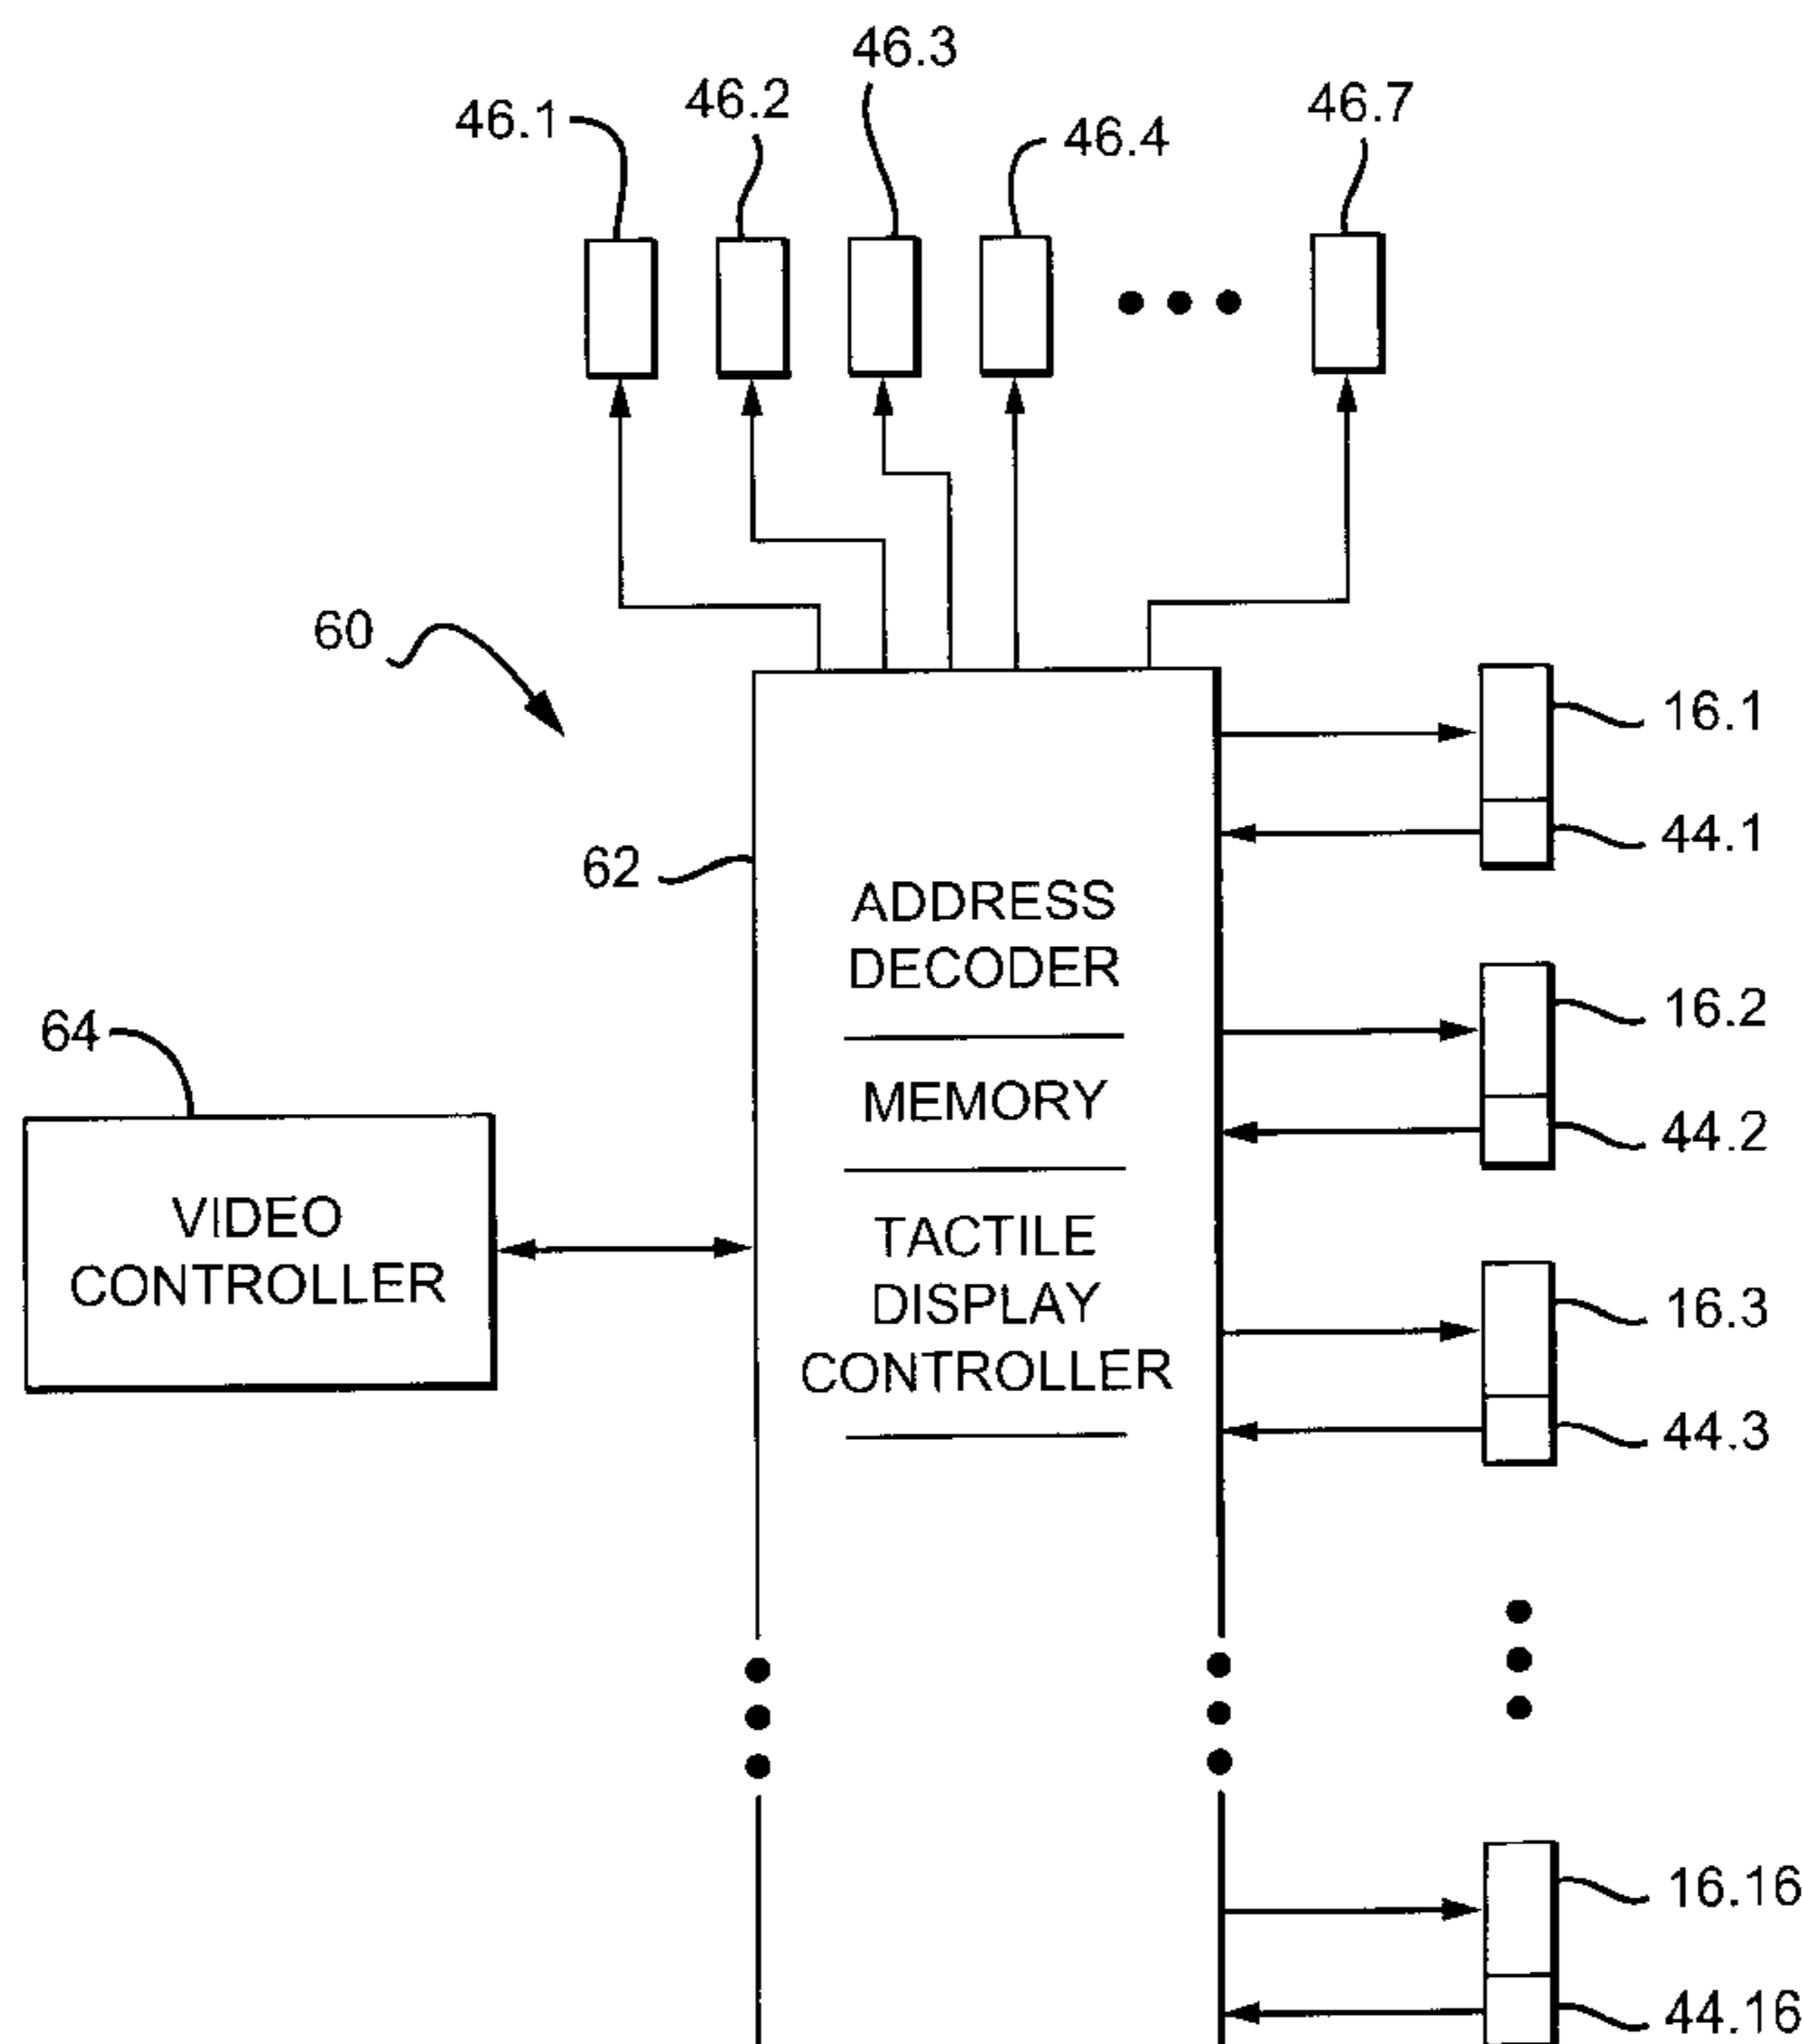 46.3
46.2
46.7
46.1
46.4
60
16.1
44.1
62
ADDRESS
DECODER
16.2
64
MEMORY
44.2
VIDEO
CONTROLLER
TACTILE
DISPLAY
CONTROLLER
16.3
44.3
16.16
44.16